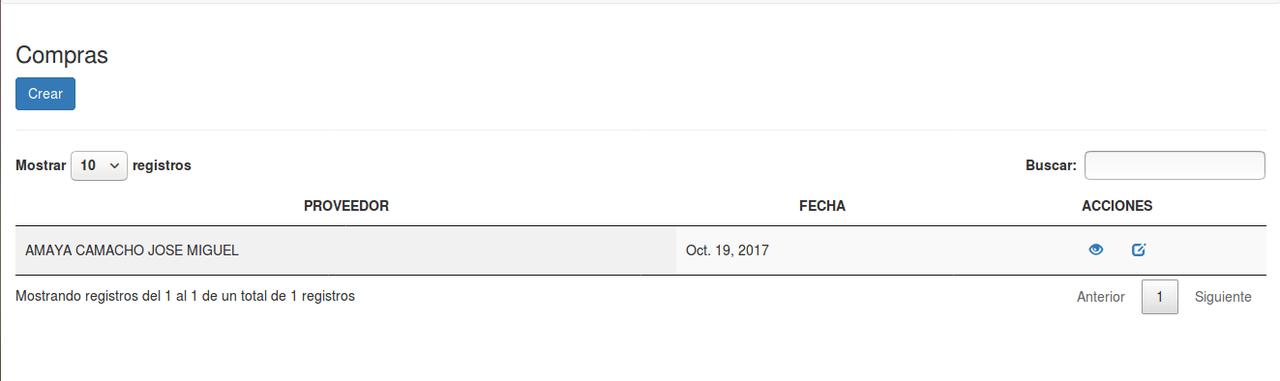 Compras
Crear
Mostrar 10 registros Buscar:
PROVEEDOR FECHA ACCIONES
AMAYA CAMACHO JOSE MIGUEL Oct. 19, 2017
Mostrando registros del 1 al 1 de un total de 1 registros Anterior 1 Siguiente